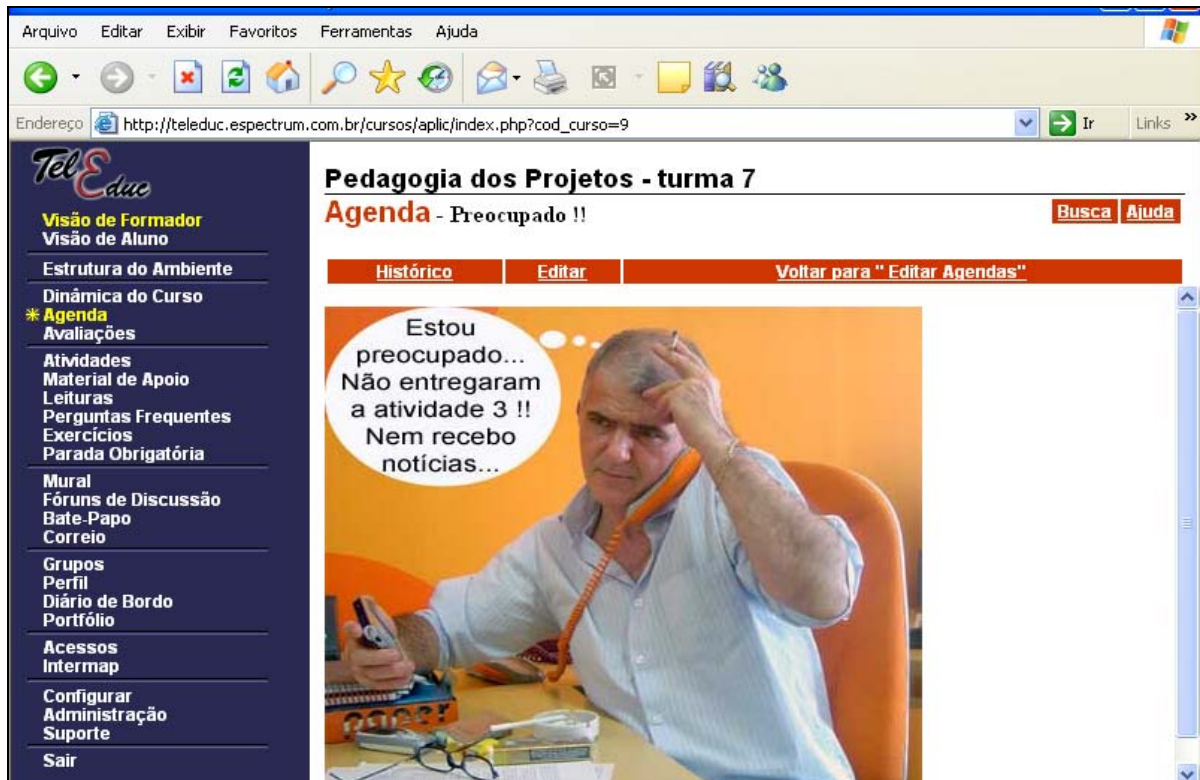 Arquivo Editar Exibir Favoritos Ferramentas Ajuda
Endereço http://teleduc.espectrum.com.br/cursos/aplic/index.php?cod_curso=9 Ir Links »
TelEduc
Visão de Formador
Visão de Aluno
Estrutura do Ambiente
Dinâmica do Curso
Agenda
Avaliações
Atividades
Material de Apoio
Leituras
Perguntas Frequentes
Exercícios
Parada Obrigatória
Mural
Fóruns de Discussão
Bate-Papo
Correio
Grupos
Perfil
Diário de Bordo
Portfólio
Acessos
Intermap
Configurar
Administração
Suporte
Sair
Pedagogia dos Projetos - turma 7
Agenda - Preocupado !!
Busca Ajuda
Histórico Editar Voltar para " Editar Agendas"
Estou
preocupado...
Não entregaram
a atividade 3 !!
Nem recebo
notícias...
paper